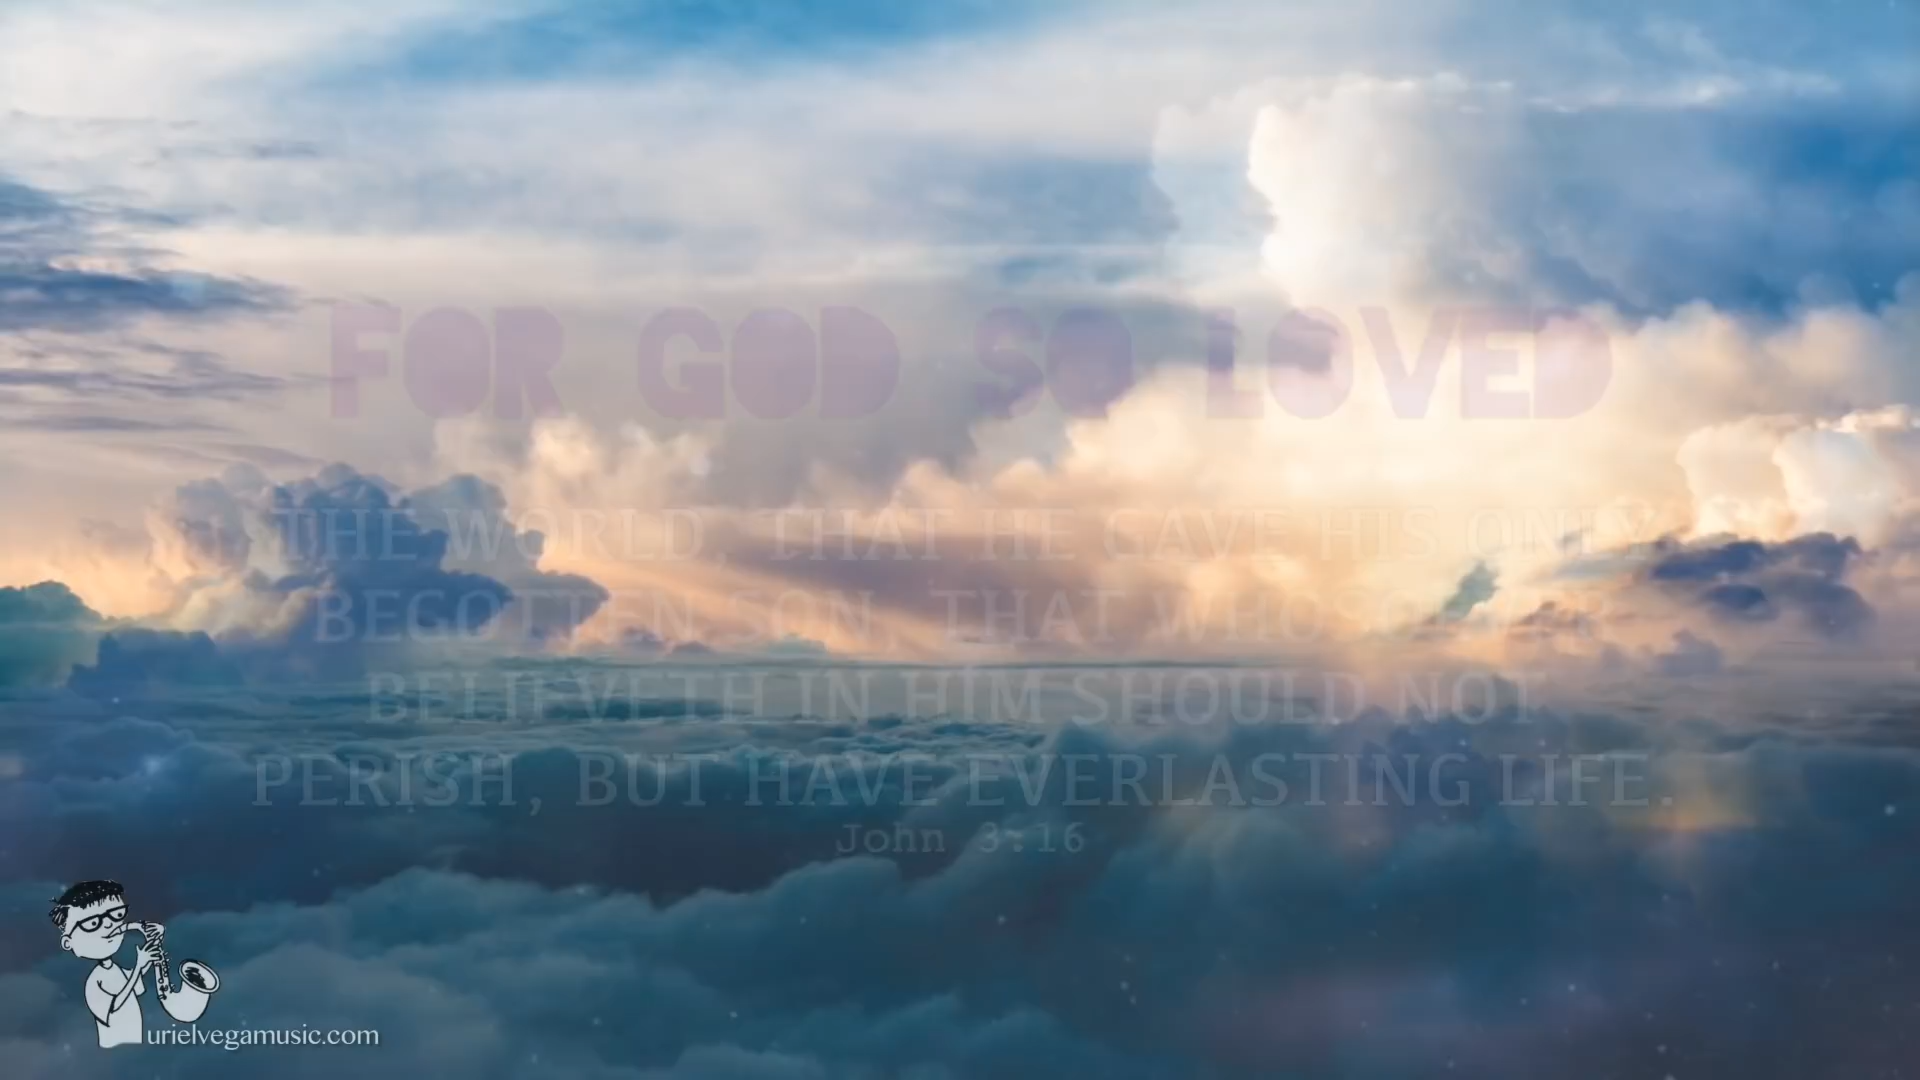 FOR GOD SO LOVED
THE WORLD, THAT HE GAVE HIS ONLY
BEGOTTEN SON, THAT WHOSOEVER
BELIEVETH IN HIM SHOULD NOT
PERISH, BUT HAVE EVERLASTING LIFE.
John 3:16
urielvegamusic.com